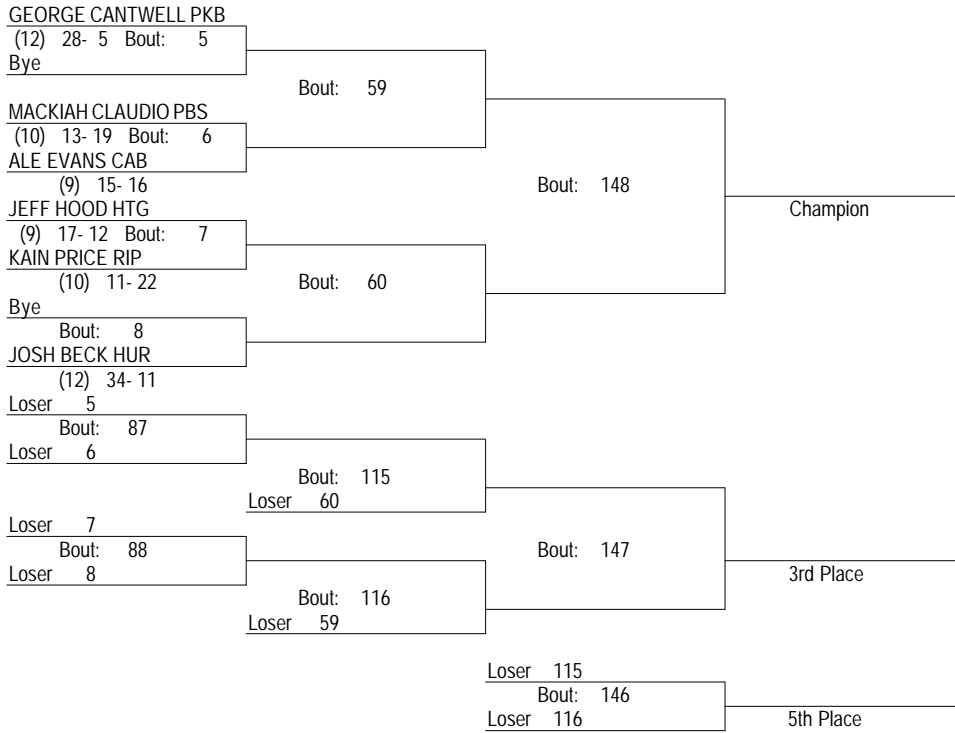 GEORGE CANTWELL PKB
(12) 28- 5 Bout: 5
Bye
Bout: 59
MACKIAH CLAUDIO PBS
(10) 13- 19 Bout: 6
ALE EVANS CAB
(9) 15- 16
Bout: 148
JEFF HOOD HTG
Champion
(9) 17- 12 Bout: 7
KAIN PRICE RIP
(10) 11- 22
Bout: 60
Bye
Bout: 8
JOSH BECK HUR
(12) 34- 11
Loser 5
Bout: 87
Loser 6
Bout: 115
Loser 60
Loser 7
Bout: 88
Bout: 147
Loser 8
3rd Place
Bout: 116
Loser 59
Loser 115
Bout: 146
Loser 116
5th Place